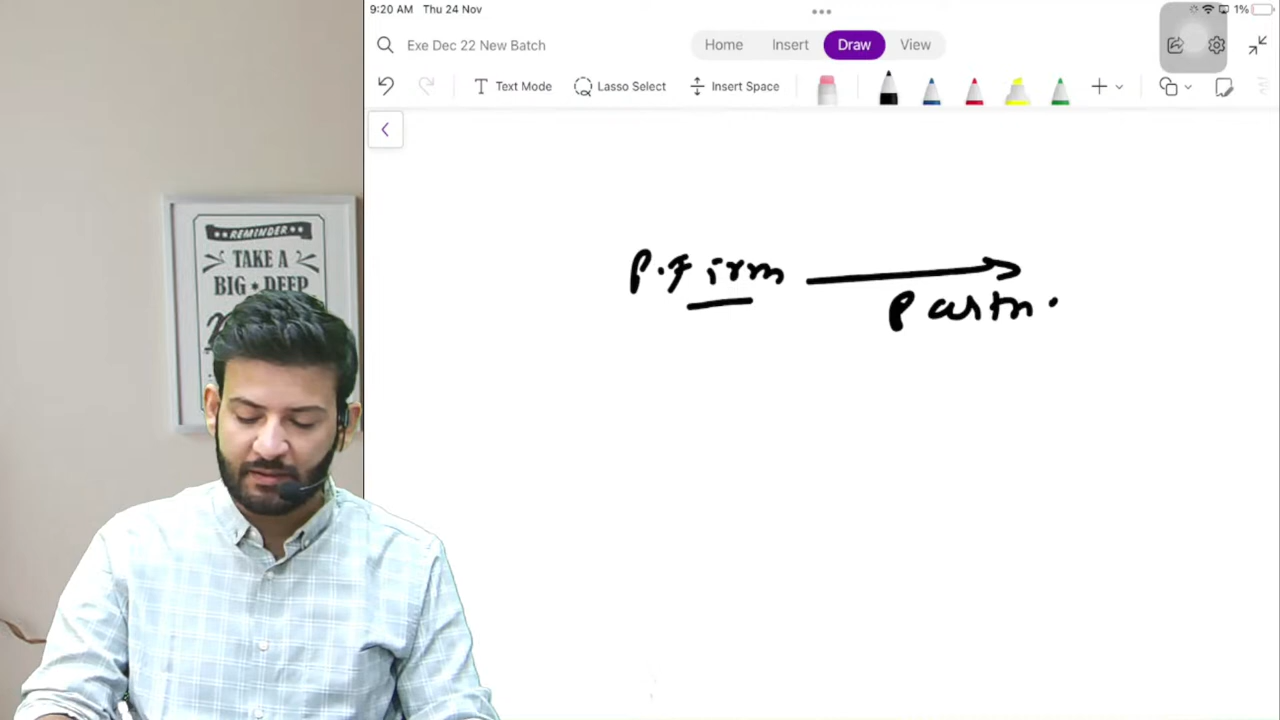 9:20 AM Thu 24 Nov
1%
Exe Dec 22 New Batch
Home Insert Draw View
Text Mode Lasso Select Insert Space
REMINDER
TAKE A
BIG DEEP
P.Firm
Partn.